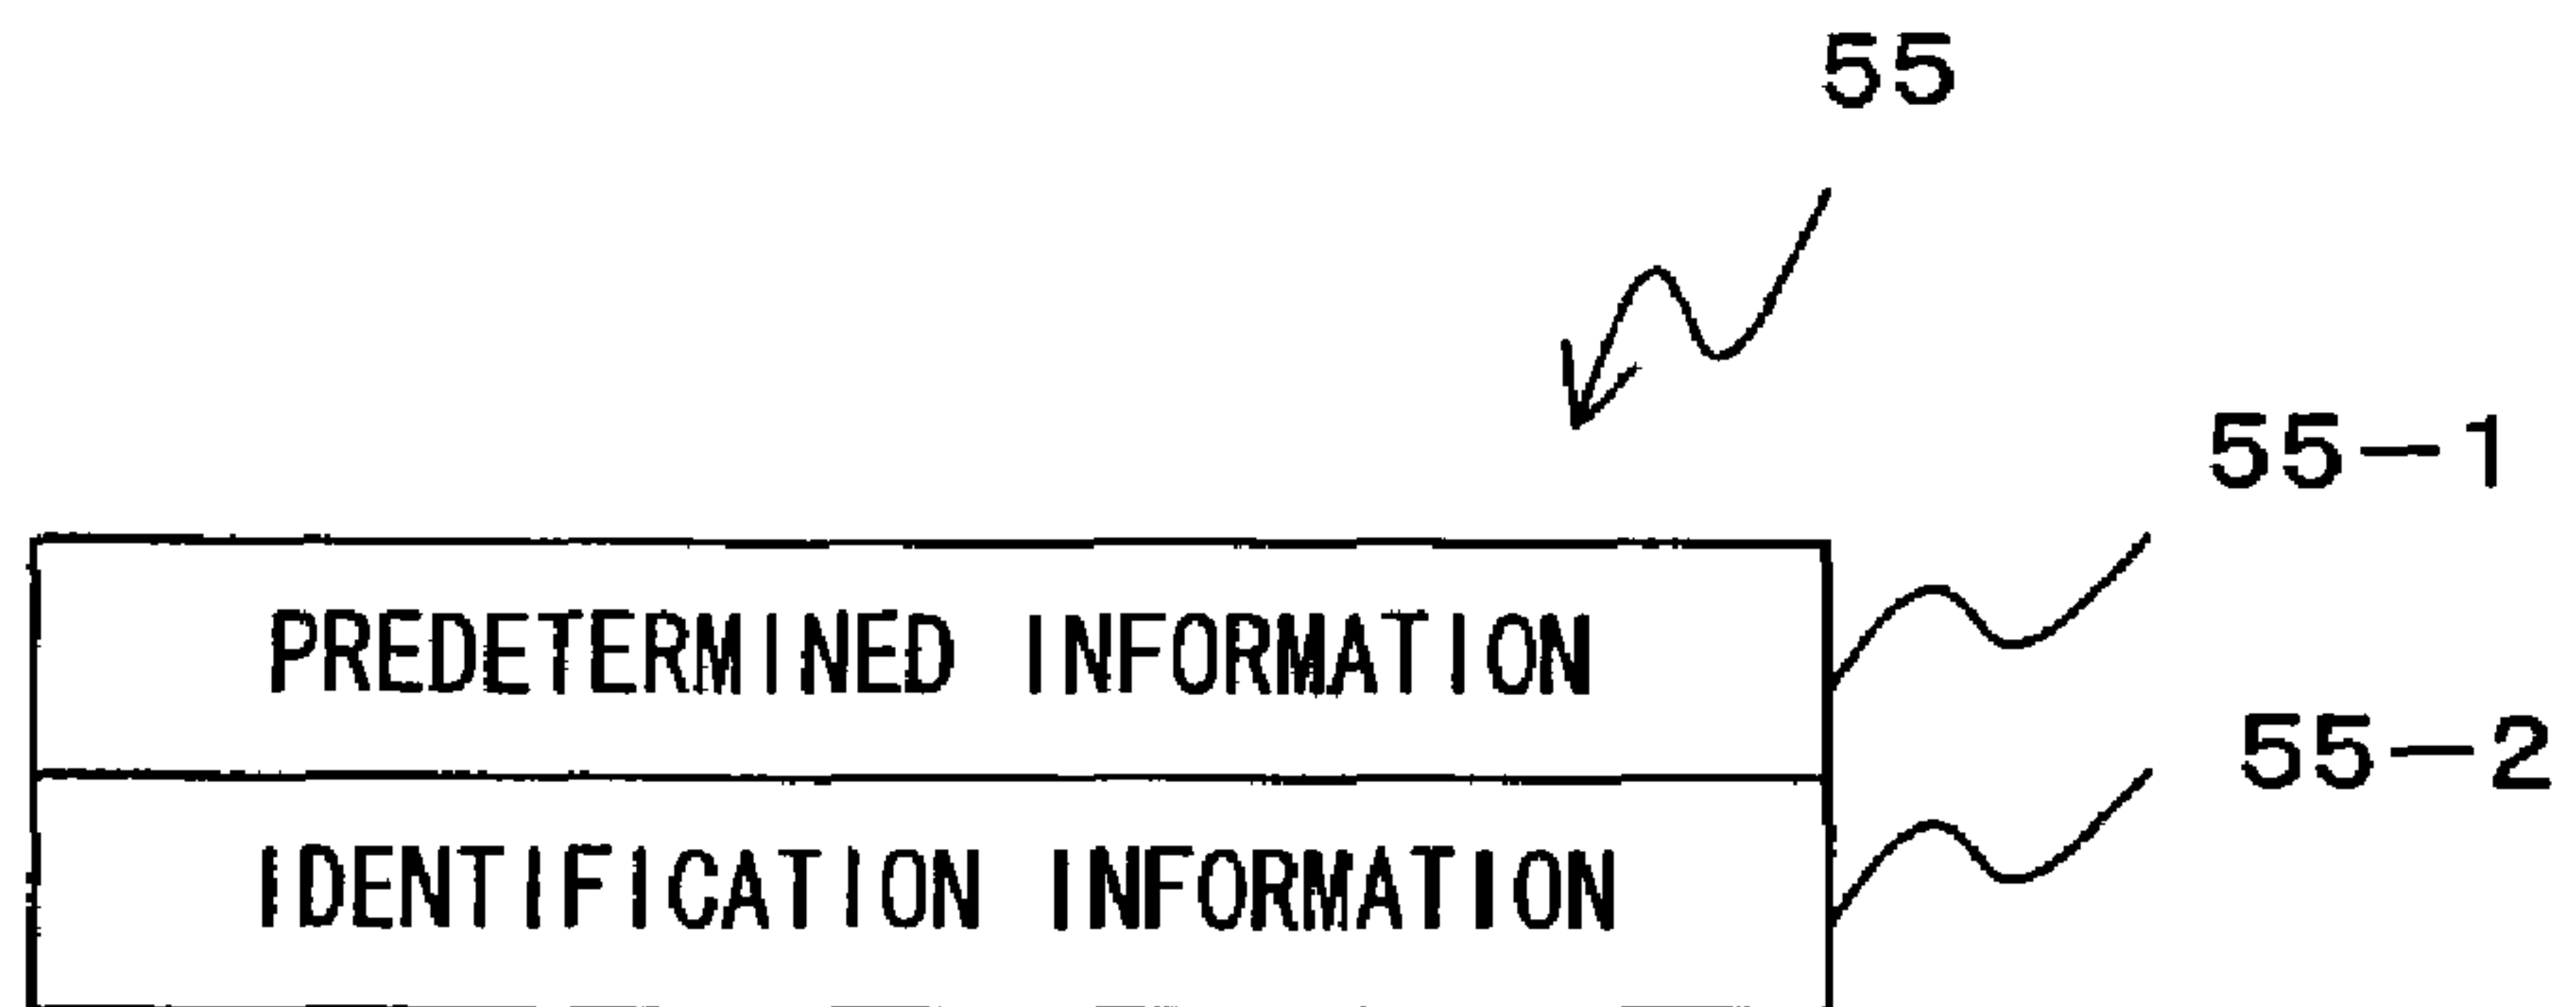 55
55-1
PREDETERMINED INFORMATION
55-2
IDENTIFICATION INFORMATION